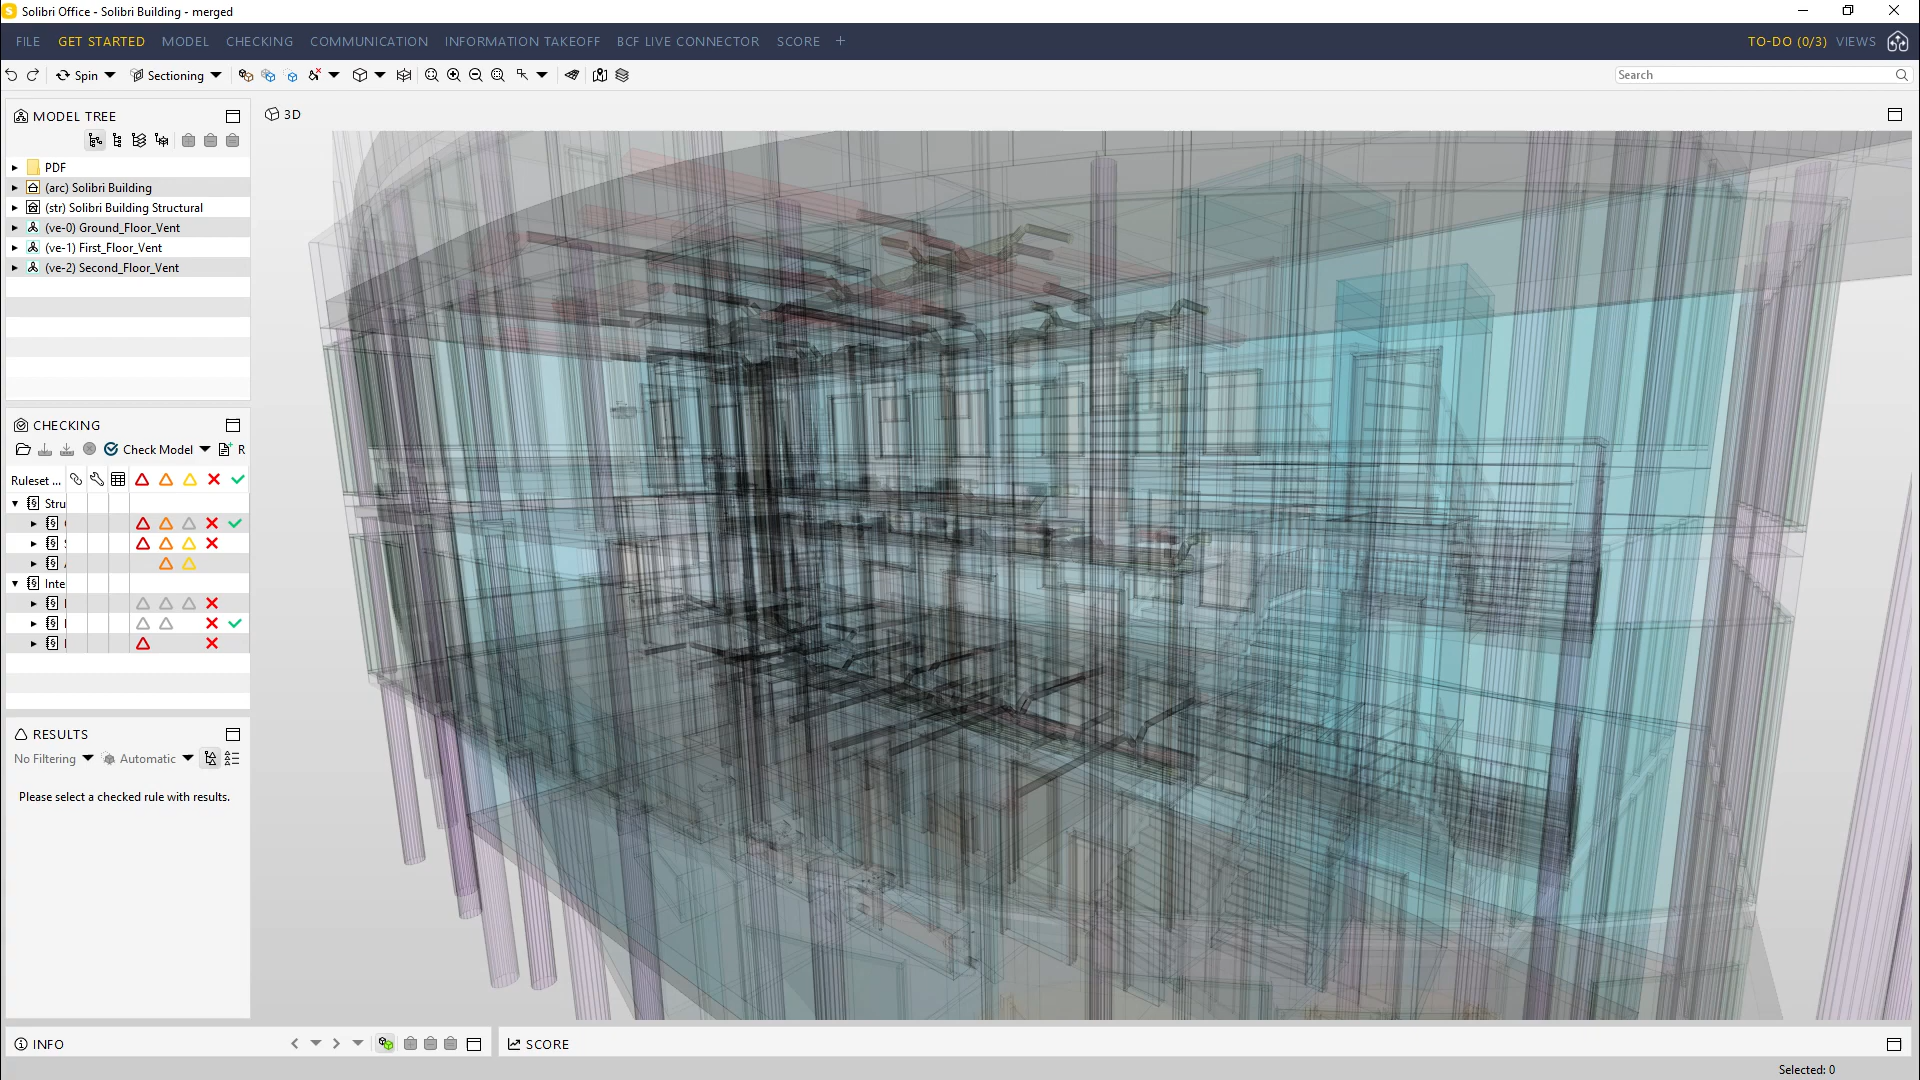 Solibri Office - Solibri Building - merged
FILE GET STARTED MODEL CHECKING COMMUNICATION INFORMATION TAKEOFF BCF LIVE CONNECTOR SCORE + TO-DO (0/3) VIEWS
Spin Sectioning Search
MODEL TREE
3D
PDF
(arc) Solibri Building
(str) Solibri Building Structural
(ve-0) Ground_Floor_Vent
(ve-1) First_Floor_Vent
(ve-2) Second_Floor_Vent
CHECKING
Check Model R
Ruleset ...
Stru
Inte
RESULTS
No Filtering Automatic
Please select a checked rule with results.
INFO
SCORE
Selected: 0